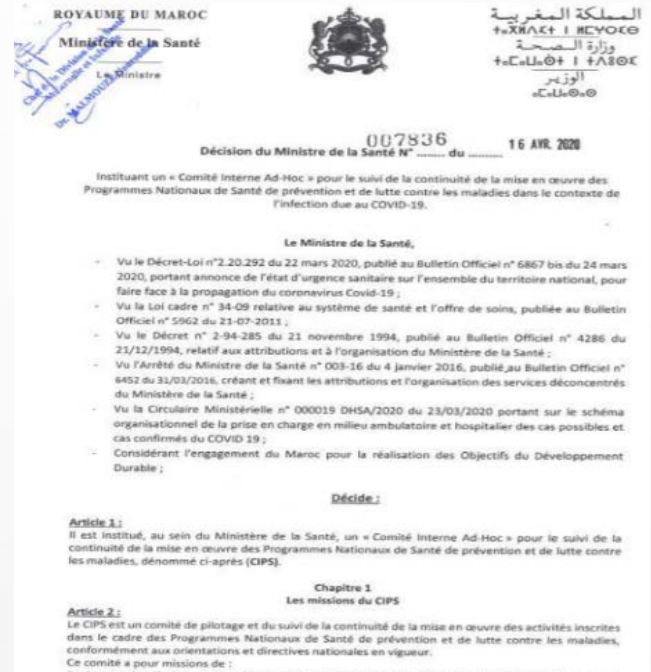 ROYAUME DU MAROC
Ministère de la Santé
Le Ministre
المملكة المغربية
ⵜⴰⴳⵍⴷⵉⵜ ⵏ ⵍⵎⵖⵔⵉⴱ
وزارة الصحة
ⵜⴰⵎⴰⵡⴰⵙⵜ ⵏ ⵜⴷⵓⵙⵉ
الوزير
ⴰⵎⴰⵡⴰⵙ
Décision du Ministre de la Santé N° 007836 du 16 AVR. 2020
Instituant un « Comité Interne Ad-Hoc » pour le suivi de la continuité de la mise en œuvre des
Programmes Nationaux de Santé de prévention et de lutte contre les maladies dans le contexte de
l'infection due au COVID-19.
Le Ministre de la Santé,
- Vu le Décret-Loi n°2.20.292 du 22 mars 2020, publié au Bulletin Officiel n° 6867 bis du 24 mars
2020, portant annonce de l'état d'urgence sanitaire sur l'ensemble du territoire national, pour
faire face à la propagation du coronavirus Covid-19 ;
- Vu la Loi cadre n° 34-09 relative au système de santé et l'offre de soins, publiée au Bulletin
Officiel n° 5962 du 21-07-2011 ;
- Vu le Décret n° 2-94-285 du 21 novembre 1994, publié au Bulletin Officiel n° 4286 du
21/12/1994, relatif aux attributions et à l'organisation du Ministère de la Santé ;
- Vu l'Arrêté du Ministre de la Santé n° 003-16 du 4 janvier 2016, publié au Bulletin Officiel n°
6452 du 31/03/2016, créant et fixant les attributions et l'organisation des services déconcentrés
du Ministère de la Santé ;
- Vu la Circulaire Ministérielle n° 000019 DHSA/2020 du 23/03/2020 portant sur le schéma
organisationnel de la prise en charge en milieu ambulatoire et hospitalier des cas possibles et
cas confirmés du COVID 19 ;
- Considérant l'engagement du Maroc pour la réalisation des Objectifs du Développement
Durable ;
Décide :
Article 1 :
Il est institué, au sein du Ministère de la Santé, un « Comité Interne Ad-Hoc » pour le suivi de la
continuité de la mise en œuvre des Programmes Nationaux de Santé de prévention et de lutte contre
les maladies, dénommé ci-après (CIPS).
Chapitre 1
Les missions du CIPS
Article 2 :
Le CIPS est un comité de pilotage et du suivi de la continuité de la mise en œuvre des activités inscrites
dans le cadre des Programmes Nationaux de Santé de prévention et de lutte contre les maladies,
conformément aux orientations et directives nationales en vigueur.
Ce comité a pour missions de :